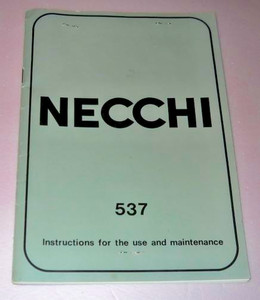 NECCHI
537
Instructions for the use and maintenance